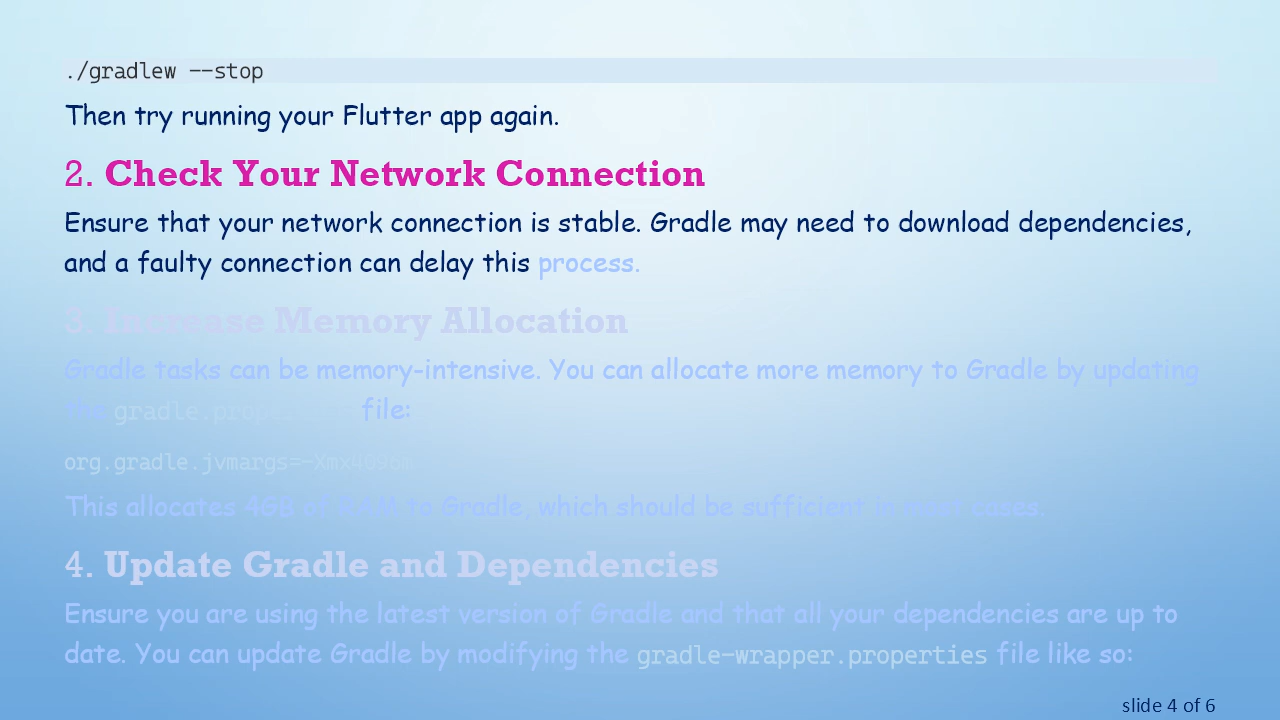 ./gradlew --stop
Then try running your Flutter app again.
2. Check Your Network Connection
Ensure that your network connection is stable. Gradle may need to download dependencies,
and a faulty connection can delay this process.
3. Increase Memory Allocation
Gradle tasks can be memory-intensive. You can allocate more memory to Gradle by updating
the gradle.properties file:
org.gradle.jvmargs=-Xmx4096m
This allocates 4GB of RAM to Gradle, which should be sufficient in most cases.
4. Update Gradle and Dependencies
Ensure you are using the latest version of Gradle and that all your dependencies are up to
date. You can update Gradle by modifying the gradle-wrapper.properties file like so:
slide 4 of 6